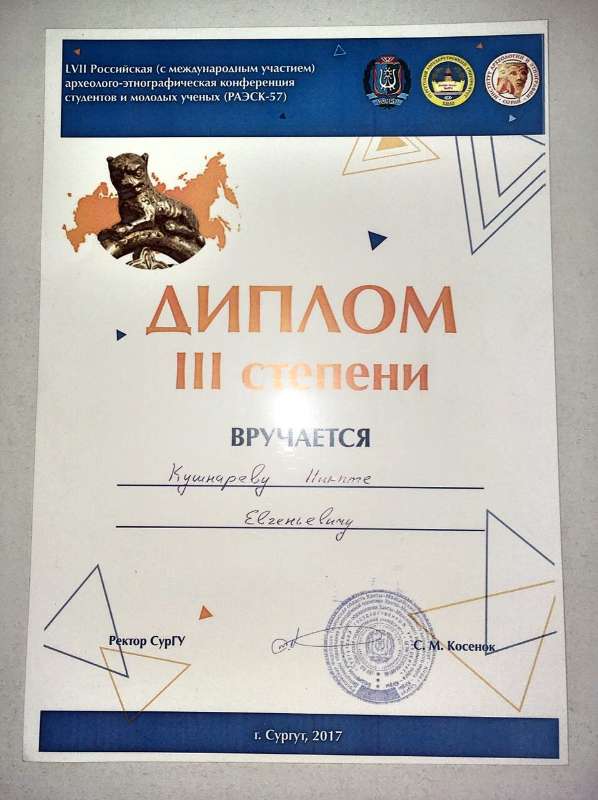 LVII Российская (с международным участием)
археолого-этнографическая конференция
студентов и молодых ученых (РАЭСК-57)
ДИПЛОМ
III степени
ВРУЧАЕТСЯ
Кушнареву Никите
Евгеньевичу
Ректор СурГУ
С. М. Косенок
г. Сургут, 2017